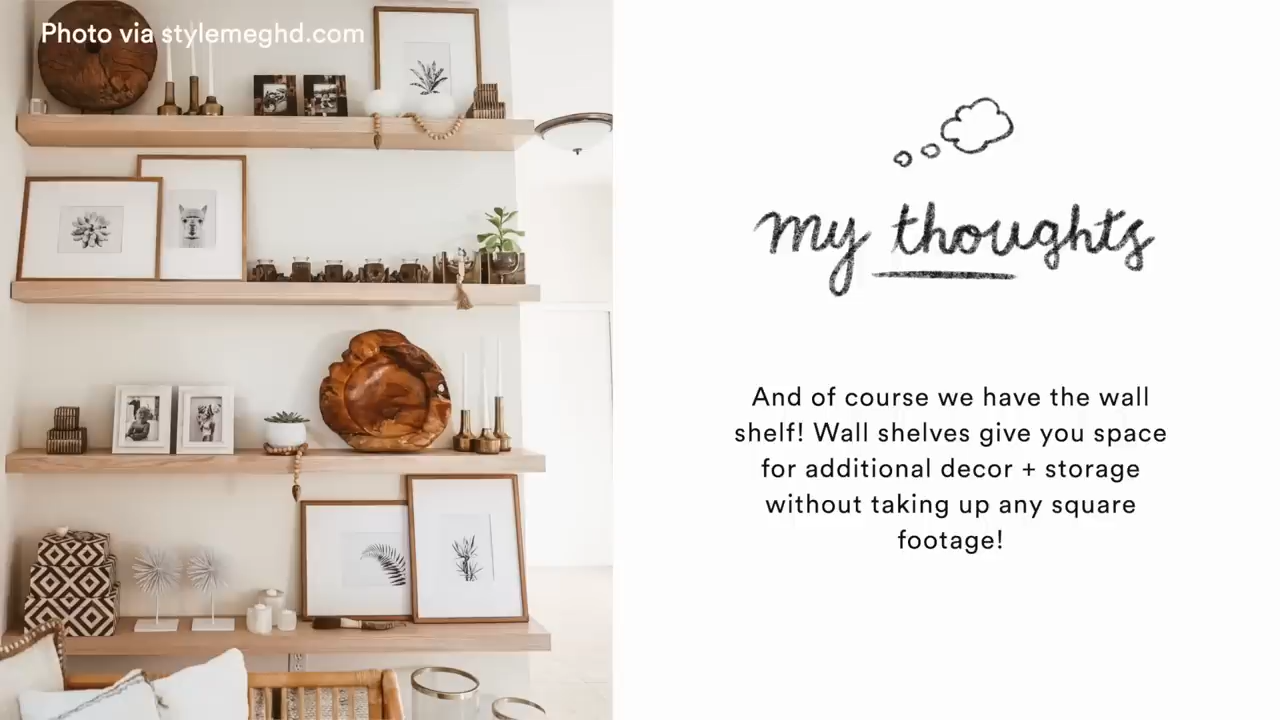 Photo via stylemeghd.com
my thoughts
And of course we have the wall
shelf! Wall shelves give you space
for additional decor + storage
without taking up any square
footage!